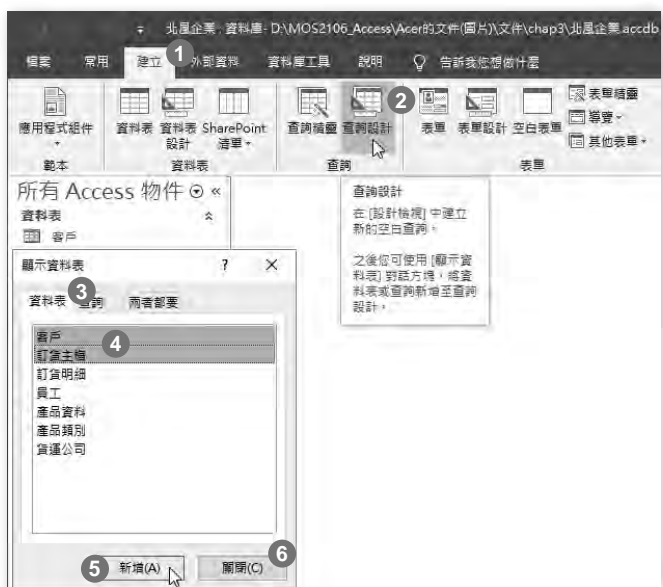 北風企業 : 資料庫- D:\MOS2106_Access\Acer的文件(圖片)\文件\chap3\北風企業.accdb
檔案 常用 建立 1 外部資料 資料庫工具 說明 告訴我您想做什麼
應用程式組件 資料表 資料表設計 SharePoint 清單 查詢精靈 查詢設計 2 表單 表單設計 空白表單 表單精靈
導覽
其他表單
範本 資料表 查詢 表單
所有 Access 物件 «
資料表
客戶
查詢設計
在 [設計檢視] 中建立
新的空白查詢。
之後您可使用 [顯示資
料表] 對話方塊，將資
料表或查詢新增至查詢
設計。
顯示資料表 ? ×
資料表 3 查詢 兩者都要
客戶
訂貨主檔 4
訂貨明細
員工
產品資料
產品類別
貨運公司
5 新增(A) 關閉(C) 6